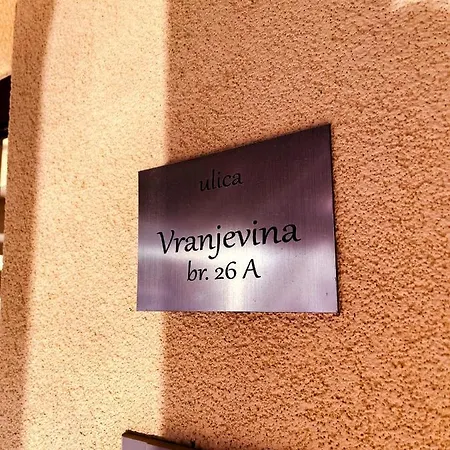 ulica
Vranjevina
br. 26 A